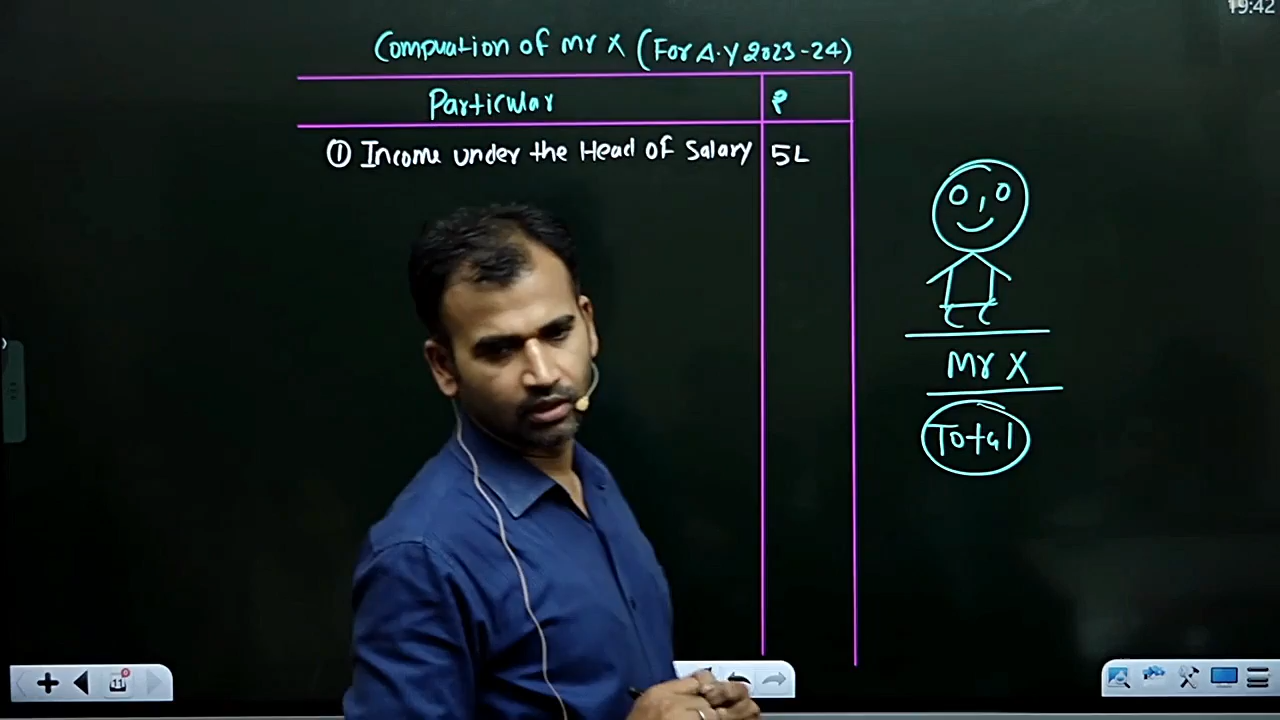 19:42
Compuation of Mr X (For A.Y 2023-24)
Particular
① Income under the Head of Salary 5L
Mr X
Total
11